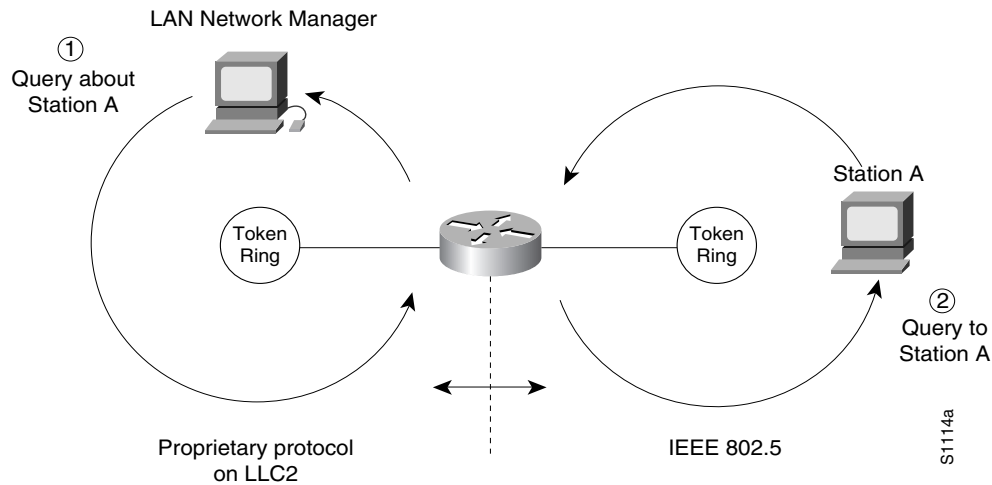 LAN Network Manager
①
Query about
Station A
Token
Ring
Token
Ring
Station A
②
Query to
Station A
Proprietary protocol
on LLC2
IEEE 802.5
S1114a